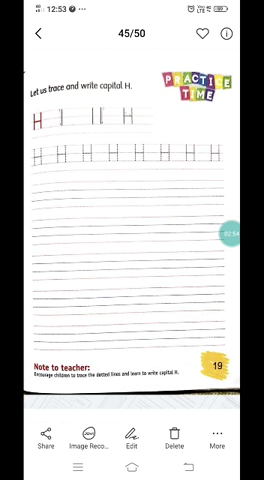 12:53
45/50
Let us trace and write capital H.
PRACTICE
TIME
H H
H H H H H H H H
02:54
Note to teacher:
Encourage children to trace the dotted lines and learn to write capital H.
19
Share Image Reco... Edit Delete More